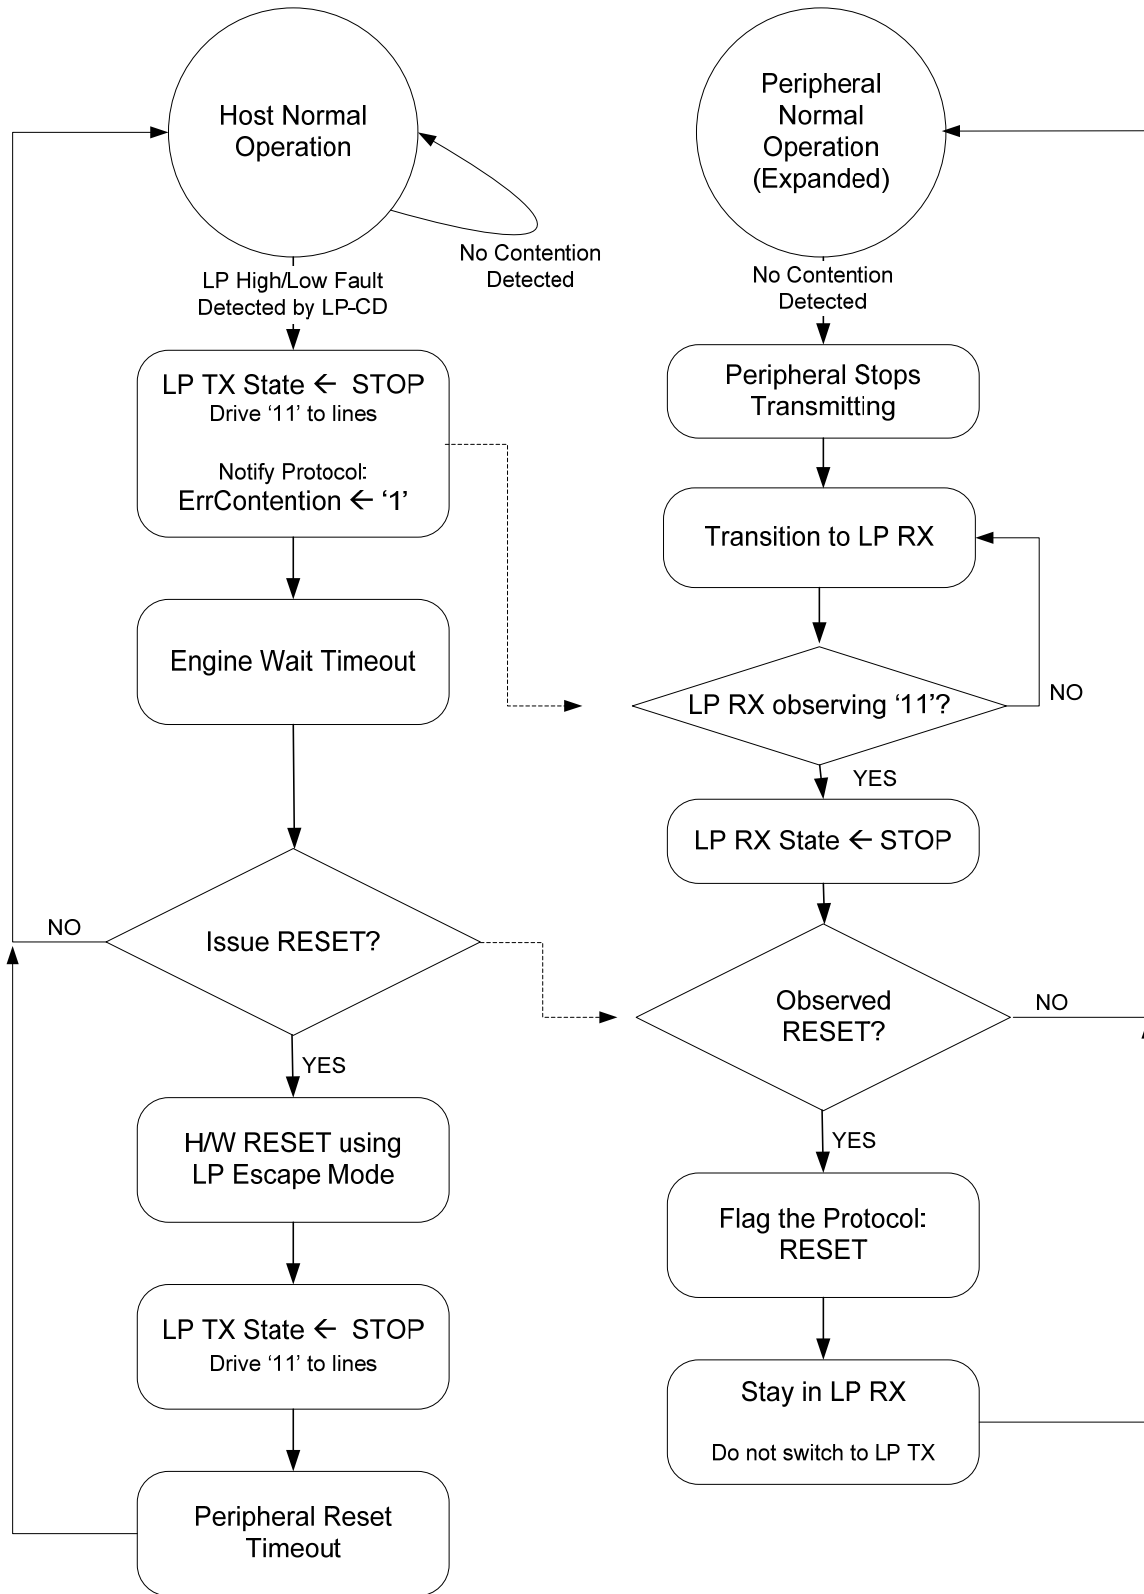 Host Normal
Operation
No Contention
Detected
LP High/Low Fault
Detected by LP-CD
LP TX State ← STOP
Drive ‘11’ to lines
Notify Protocol:
ErrContention ← ‘1’
Engine Wait Timeout
Issue RESET?
NO
YES
H/W RESET using
LP Escape Mode
LP TX State ← STOP
Drive ‘11’ to lines
Peripheral Reset
Timeout
Peripheral
Normal
Operation
(Expanded)
No Contention
Detected
Peripheral Stops
Transmitting
Transition to LP RX
LP RX observing ‘11’?
NO
YES
LP RX State ← STOP
Observed
RESET?
NO
YES
Flag the Protocol:
RESET
Stay in LP RX
Do not switch to LP TX